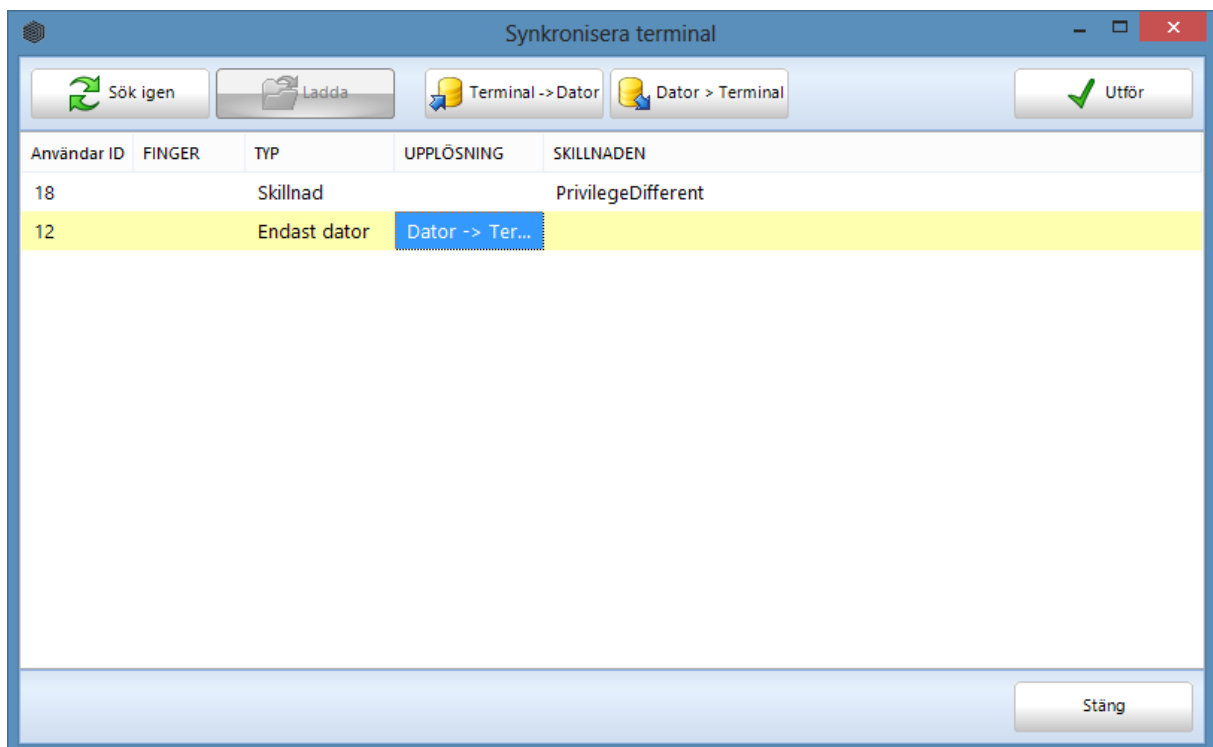 Synkronisera terminal
Sök igen Ladda Terminal -> Dator Dator > Terminal Utför
Användar ID FINGER TYP UPPLÖSNING SKILLNADEN
18 Skillnad PrivilegeDifferent
12 Endast dator Dator -> Ter...
Stäng